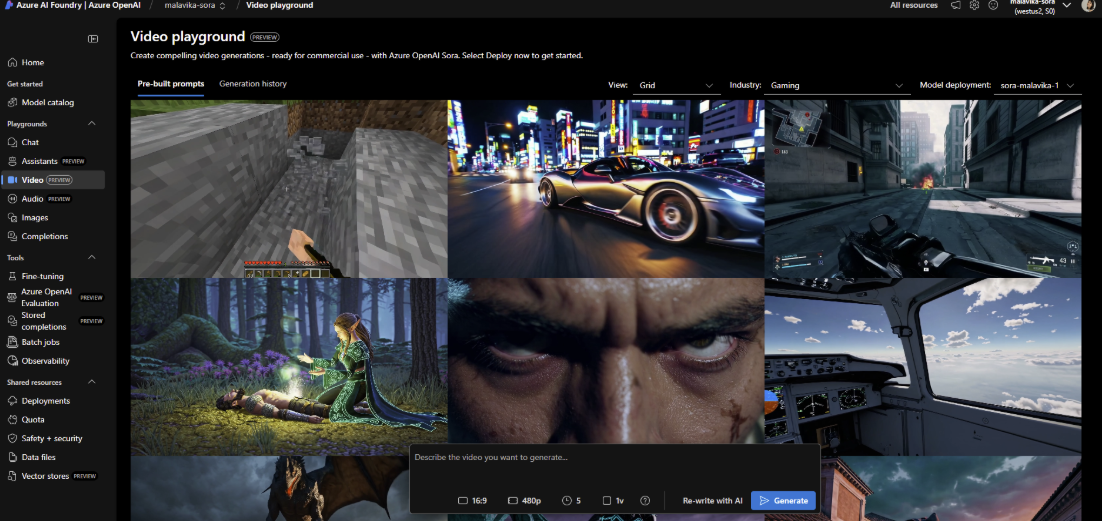 Azure AI Foundry | Azure OpenAI / malavika-sora / Video playground
All resources
malavika-sora
(westus2, S0)
Home
Get started
Model catalog
Playgrounds
Chat
Assistants PREVIEW
Video PREVIEW
Audio PREVIEW
Images
Completions
Tools
Fine-tuning
Azure OpenAI
Evaluation PREVIEW
Stored
completions PREVIEW
Batch jobs
Observability
Shared resources
Deployments
Quota
Safety + security
Data files
Vector stores PREVIEW
Video playground PREVIEW
Create compelling video generations - ready for commercial use - with Azure OpenAI Sora. Select Deploy now to get started.
Pre-built prompts Generation history
View: Grid Industry: Gaming Model deployment: sora-malavika-1
43
Describe the video you want to generate...
16:9 480p 5 1v Re-write with AI Generate